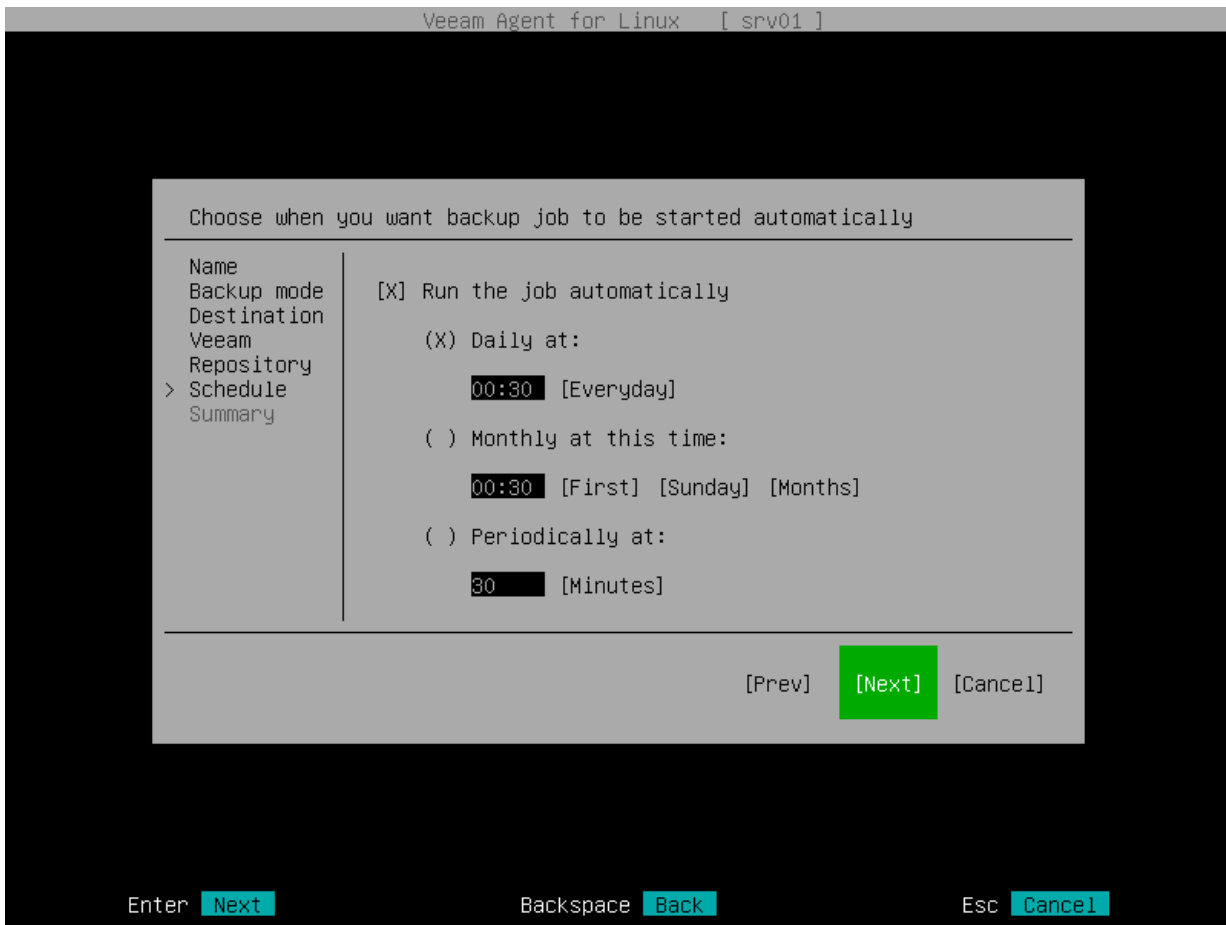 Veeam Agent for Linux   [ srv01 ]
Choose when you want backup job to be started automatically
Name
Backup mode
Destination
Veeam
Repository
> Schedule
Summary
[X] Run the job automatically
(X) Daily at:
00:30 [Everyday]
( ) Monthly at this time:
00:30 [First] [Sunday] [Months]
( ) Periodically at:
30 [Minutes]
[Prev] [Next] [Cancel]
Enter Next Backspace Back Esc Cancel